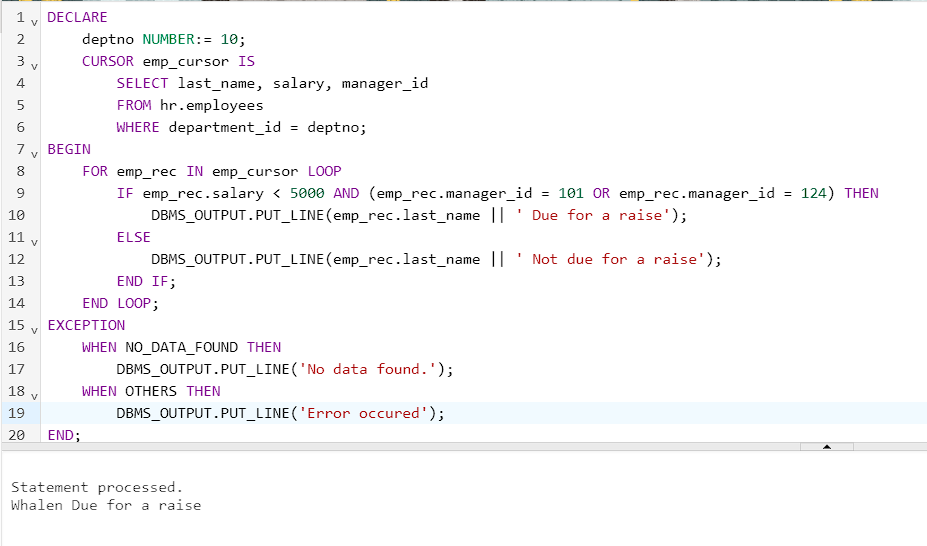 1 DECLARE
2 deptno NUMBER:= 10;
3 CURSOR emp_cursor IS
4 SELECT last_name, salary, manager_id
5 FROM hr.employees
6 WHERE department_id = deptno;
7 BEGIN
8 FOR emp_rec IN emp_cursor LOOP
9 IF emp_rec.salary < 5000 AND (emp_rec.manager_id = 101 OR emp_rec.manager_id = 124) THEN
10 DBMS_OUTPUT.PUT_LINE(emp_rec.last_name || ' Due for a raise');
11 ELSE
12 DBMS_OUTPUT.PUT_LINE(emp_rec.last_name || ' Not due for a raise');
13 END IF;
14 END LOOP;
15 EXCEPTION
16 WHEN NO_DATA_FOUND THEN
17 DBMS_OUTPUT.PUT_LINE('No data found.');
18 WHEN OTHERS THEN
19 DBMS_OUTPUT.PUT_LINE('Error occured');
20 END;
Statement processed.
Whalen Due for a raise